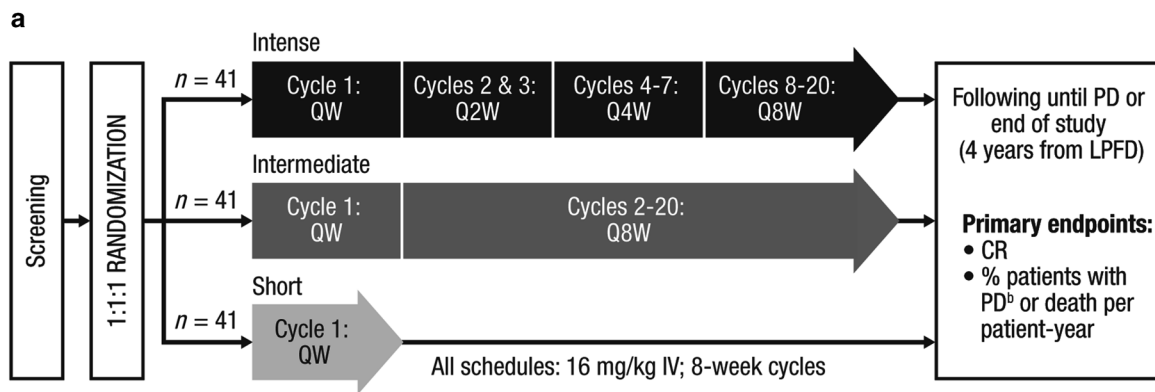 a
Screening
1:1:1 RANDOMIZATION
n = 41
Intense
Cycle 1:
QW
Cycles 2 & 3:
Q2W
Cycles 4-7:
Q4W
Cycles 8-20:
Q8W
n = 41
Intermediate
Cycle 1:
QW
Cycles 2-20:
Q8W
n = 41
Short
Cycle 1:
QW
All schedules: 16 mg/kg IV; 8-week cycles
Following until PD or
end of study
(4 years from LPFD)
Primary endpoints:
• CR
• % patients with
PDᵇ or death per
patient-year